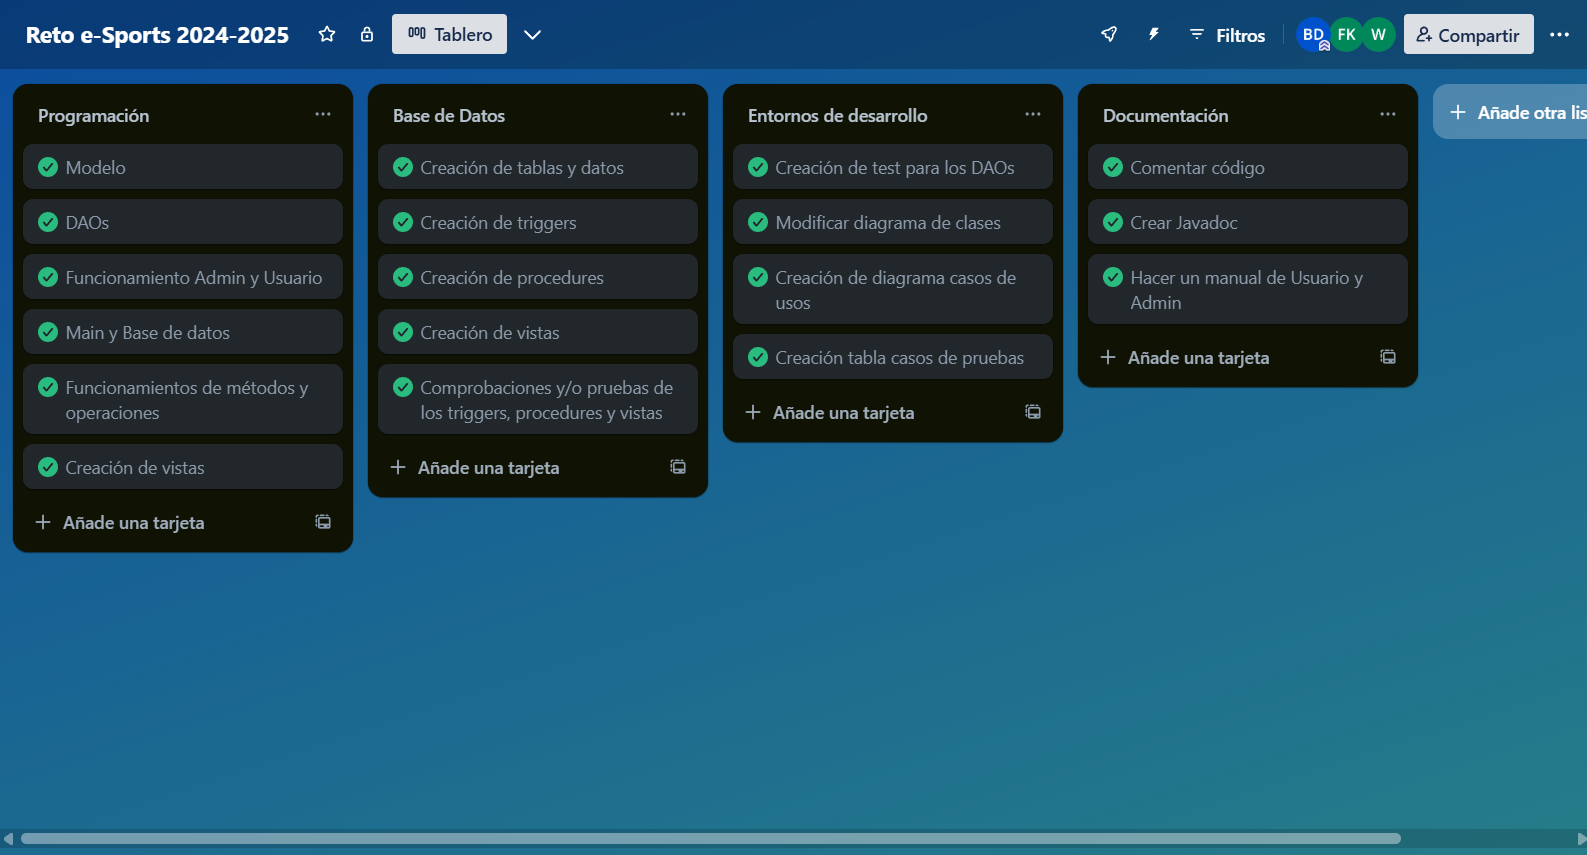 Reto e-Sports 2024-2025
Tablero
Filtros
BD
FK
W
Compartir
Programación
Modelo
DAOs
Funcionamiento Admin y Usuario
Main y Base de datos
Funcionamientos de métodos y
operaciones
Creación de vistas
Añade una tarjeta
Base de Datos
Creación de tablas y datos
Creación de triggers
Creación de procedures
Creación de vistas
Comprobaciones y/o pruebas de
los triggers, procedures y vistas
Añade una tarjeta
Entornos de desarrollo
Creación de test para los DAOs
Modificar diagrama de clases
Creación de diagrama casos de
usos
Creación tabla casos de pruebas
Añade una tarjeta
Documentación
Comentar código
Crear Javadoc
Hacer un manual de Usuario y
Admin
Añade una tarjeta
Añade otra lis